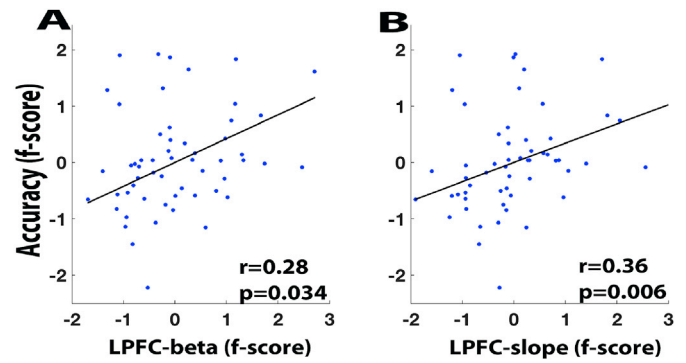 A
B
Accuracy (f-score)
2
1
0
-1
-2
r=0.28
p=0.034
-2 -1 0 1 2 3
LPFC-beta (f-score)
2
1
0
-1
-2
r=0.36
p=0.006
-2 -1 0 1 2 3
LPFC-slope (f-score)